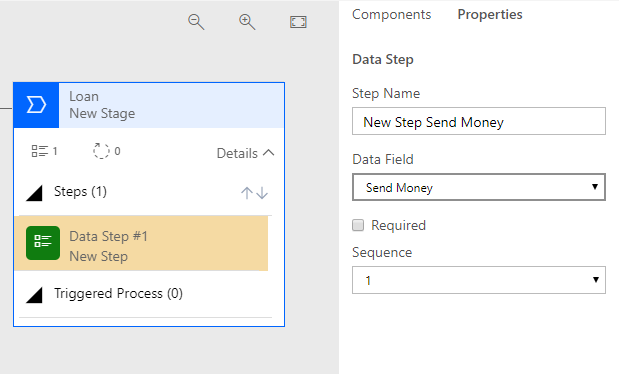 Components Properties
Loan
New Stage
1 0 Details
Steps (1)
Data Step #1
New Step
Triggered Process (0)
Data Step
Step Name
New Step Send Money
Data Field
Send Money
Required
Sequence
1